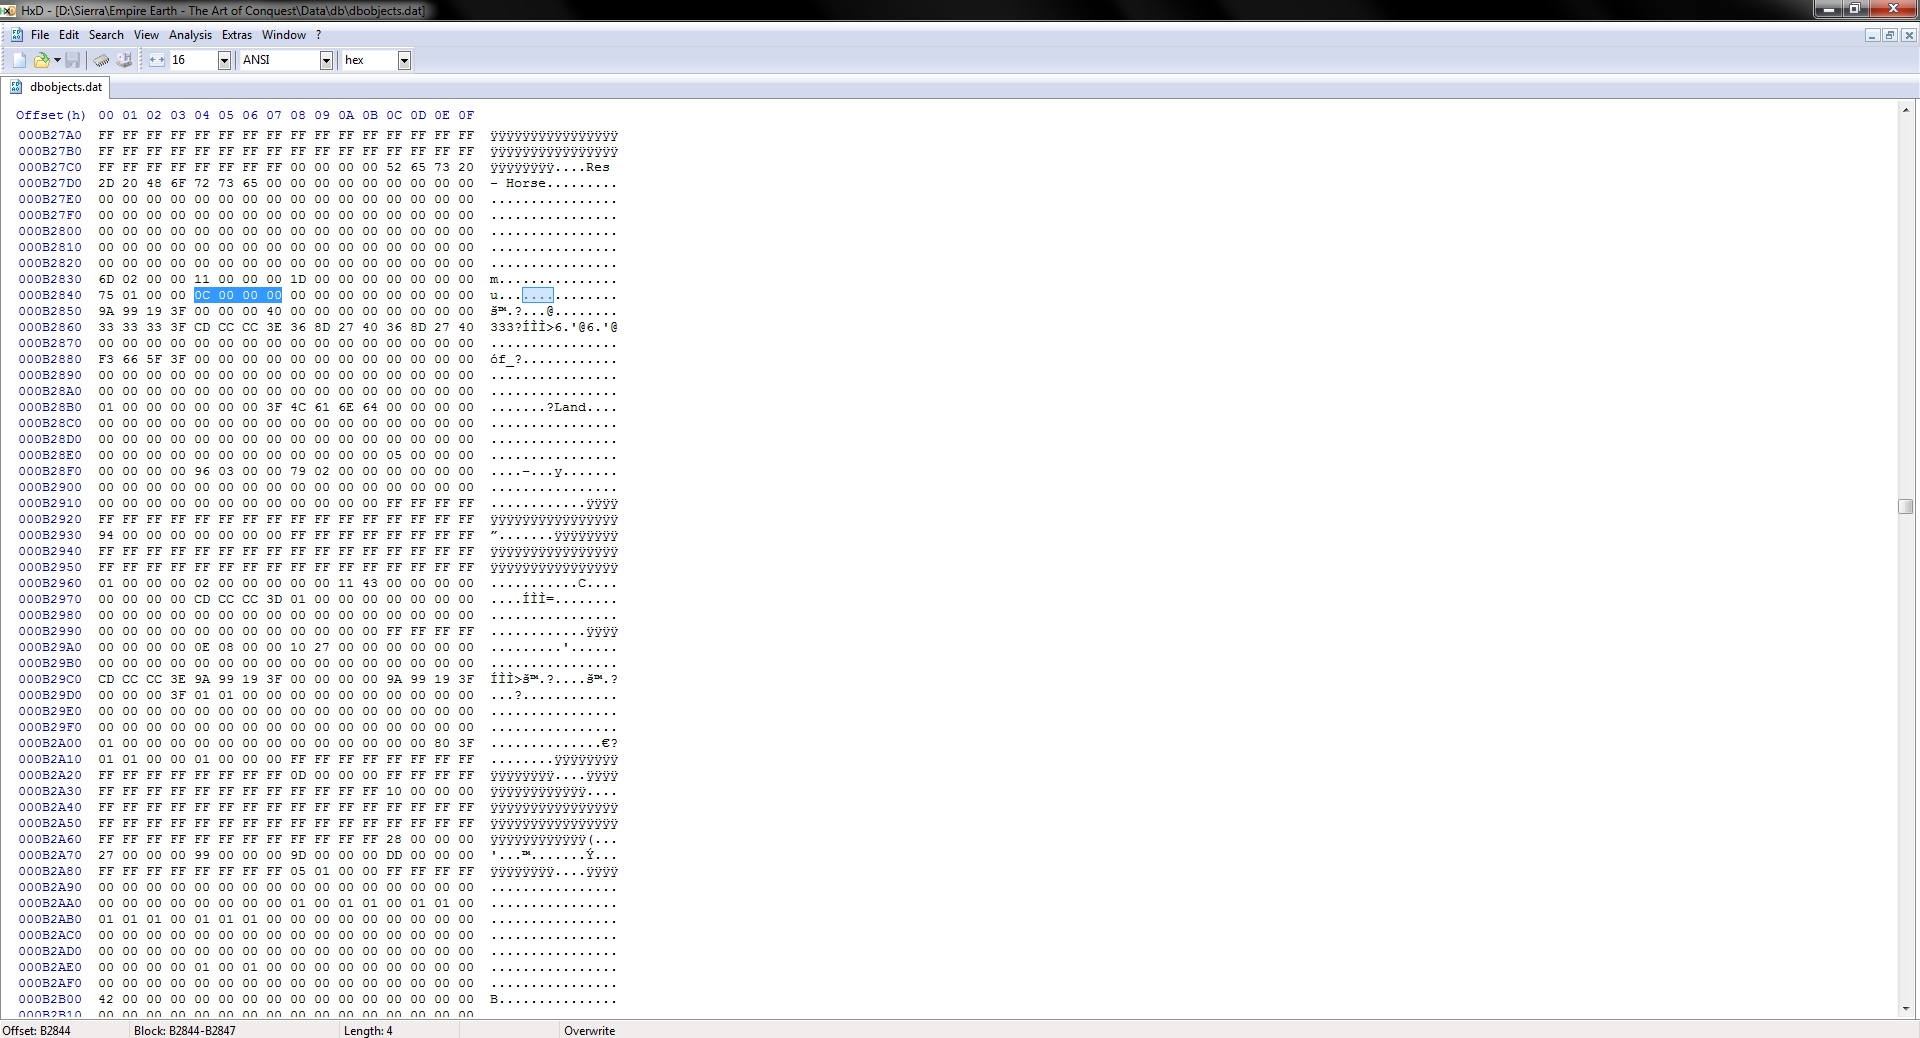 HxD - [D:\Sierra\Empire Earth - The Art of Conquest\Data\db\dbobjects.dat]
File Edit Search View Analysis Extras Window ?
16 ANSI hex
dbobjects.dat
Offset(h) 00 01 02 03 04 05 06 07 08 09 0A 0B 0C 0D 0E 0F
000B27A0 FF FF FF FF FF FF FF FF FF FF FF FF FF FF FF FF ÿÿÿÿÿÿÿÿÿÿÿÿÿÿÿÿ
000B27B0 FF FF FF FF FF FF FF FF FF FF FF FF FF FF FF FF ÿÿÿÿÿÿÿÿÿÿÿÿÿÿÿÿ
000B27C0 FF FF FF FF FF FF FF FF 00 00 00 00 52 65 73 20 ÿÿÿÿÿÿÿÿ....Res
000B27D0 2D 20 48 6F 72 73 65 00 00 00 00 00 00 00 00 00 - Horse.........
000B27E0 00 00 00 00 00 00 00 00 00 00 00 00 00 00 00 00 ................
000B27F0 00 00 00 00 00 00 00 00 00 00 00 00 00 00 00 00 ................
000B2800 00 00 00 00 00 00 00 00 00 00 00 00 00 00 00 00 ................
000B2810 00 00 00 00 00 00 00 00 00 00 00 00 00 00 00 00 ................
000B2820 00 00 00 00 00 00 00 00 00 00 00 00 00 00 00 00 ................
000B2830 6D 02 00 00 11 00 00 00 1D 00 00 00 00 00 00 00 m...............
000B2840 75 01 00 00 0C 00 00 00 00 00 00 00 00 00 00 00 u...............
000B2850 9A 99 19 3F 00 00 00 40 00 00 00 00 00 00 00 00 š™.?...@........
000B2860 33 33 33 3F CD CC CC 3E 36 8D 27 40 36 8D 27 40 333?ÍÌÌ>6.'@6.'@
000B2870 00 00 00 00 00 00 00 00 00 00 00 00 00 00 00 00 ................
000B2880 F3 66 5F 3F 00 00 00 00 00 00 00 00 00 00 00 00 óf_?............
000B2890 00 00 00 00 00 00 00 00 00 00 00 00 00 00 00 00 ................
000B28A0 00 00 00 00 00 00 00 00 00 00 00 00 00 00 00 00 ................
000B28B0 01 00 00 00 00 00 00 3F 4C 61 6E 64 00 00 00 00 .......?Land....
000B28C0 00 00 00 00 00 00 00 00 00 00 00 00 00 00 00 00 ................
000B28D0 00 00 00 00 00 00 00 00 00 00 00 00 00 00 00 00 ................
000B28E0 00 00 00 00 00 00 00 00 00 00 00 00 05 00 00 00 ................
000B28F0 00 00 00 00 96 03 00 00 79 02 00 00 00 00 00 00 ....–...y.......
000B2900 00 00 00 00 00 00 00 00 00 00 00 00 00 00 00 00 ................
000B2910 00 00 00 00 00 00 00 00 00 00 00 00 FF FF FF FF ............ÿÿÿÿ
000B2920 FF FF FF FF FF FF FF FF FF FF FF FF FF FF FF FF ÿÿÿÿÿÿÿÿÿÿÿÿÿÿÿÿ
000B2930 94 00 00 00 00 00 00 00 FF FF FF FF FF FF FF FF ”.......ÿÿÿÿÿÿÿÿ
000B2940 FF FF FF FF FF FF FF FF FF FF FF FF FF FF FF FF ÿÿÿÿÿÿÿÿÿÿÿÿÿÿÿÿ
000B2950 FF FF FF FF FF FF FF FF FF FF FF FF FF FF FF FF ÿÿÿÿÿÿÿÿÿÿÿÿÿÿÿÿ
000B2960 01 00 00 00 02 00 00 00 00 00 11 43 00 00 00 00 ...........C....
000B2970 00 00 00 00 CD CC CC 3D 01 00 00 00 00 00 00 00 ....ÍÌÌ=........
000B2980 00 00 00 00 00 00 00 00 00 00 00 00 00 00 00 00 ................
000B2990 00 00 00 00 00 00 00 00 00 00 00 00 FF FF FF FF ............ÿÿÿÿ
000B29A0 00 00 00 00 0E 08 00 00 10 27 00 00 00 00 00 00 .........'......
000B29B0 00 00 00 00 00 00 00 00 00 00 00 00 00 00 00 00 ................
000B29C0 CD CC CC 3E 9A 99 19 3F 00 00 00 00 9A 99 19 3F ÍÌÌ>š™.?....š™.?
000B29D0 00 00 00 3F 01 01 00 00 00 00 00 00 00 00 00 00 ...?............
000B29E0 00 00 00 00 00 00 00 00 00 00 00 00 00 00 00 00 ................
000B29F0 00 00 00 00 00 00 00 00 00 00 00 00 00 00 00 00 ................
000B2A00 01 00 00 00 00 00 00 00 00 00 00 00 00 00 80 3F ..............€?
000B2A10 01 01 00 00 01 00 00 00 FF FF FF FF FF FF FF FF ........ÿÿÿÿÿÿÿÿ
000B2A20 FF FF FF FF FF FF FF FF 0D 00 00 00 FF FF FF FF ÿÿÿÿÿÿÿÿ....ÿÿÿÿ
000B2A30 FF FF FF FF FF FF FF FF FF FF FF FF 10 00 00 00 ÿÿÿÿÿÿÿÿÿÿÿÿ....
000B2A40 FF FF FF FF FF FF FF FF FF FF FF FF FF FF FF FF ÿÿÿÿÿÿÿÿÿÿÿÿÿÿÿÿ
000B2A50 FF FF FF FF FF FF FF FF FF FF FF FF FF FF FF FF ÿÿÿÿÿÿÿÿÿÿÿÿÿÿÿÿ
000B2A60 FF FF FF FF FF FF FF FF FF FF FF FF 28 00 00 00 ÿÿÿÿÿÿÿÿÿÿÿÿ(...
000B2A70 27 00 00 00 99 00 00 00 9D 00 00 00 DD 00 00 00 '...™.......Ý...
000B2A80 FF FF FF FF FF FF FF FF 05 01 00 00 FF FF FF FF ÿÿÿÿÿÿÿÿ....ÿÿÿÿ
000B2A90 00 00 00 00 00 00 00 00 00 00 00 00 00 00 00 00 ................
000B2AA0 00 00 00 00 00 00 00 00 01 00 01 01 00 01 01 00 ................
000B2AB0 01 01 01 00 01 01 01 00 00 00 00 00 00 00 00 00 ................
000B2AC0 00 00 00 00 00 00 00 00 00 00 00 00 00 00 00 00 ................
000B2AD0 00 00 00 00 00 00 00 00 00 00 00 00 00 00 00 00 ................
000B2AE0 00 00 00 00 01 00 01 00 00 00 00 00 00 00 00 00 ................
000B2AF0 00 00 00 00 00 00 00 00 00 00 00 00 00 00 00 00 ................
000B2B00 42 00 00 00 00 00 00 00 00 00 00 00 00 00 00 00 B...............
000B2B10 00 00 00 00 00 00 00 00 00 00 00 00 00 00 00 00
Offset: B2844 Block: B2844-B2847 Length: 4 Overwrite